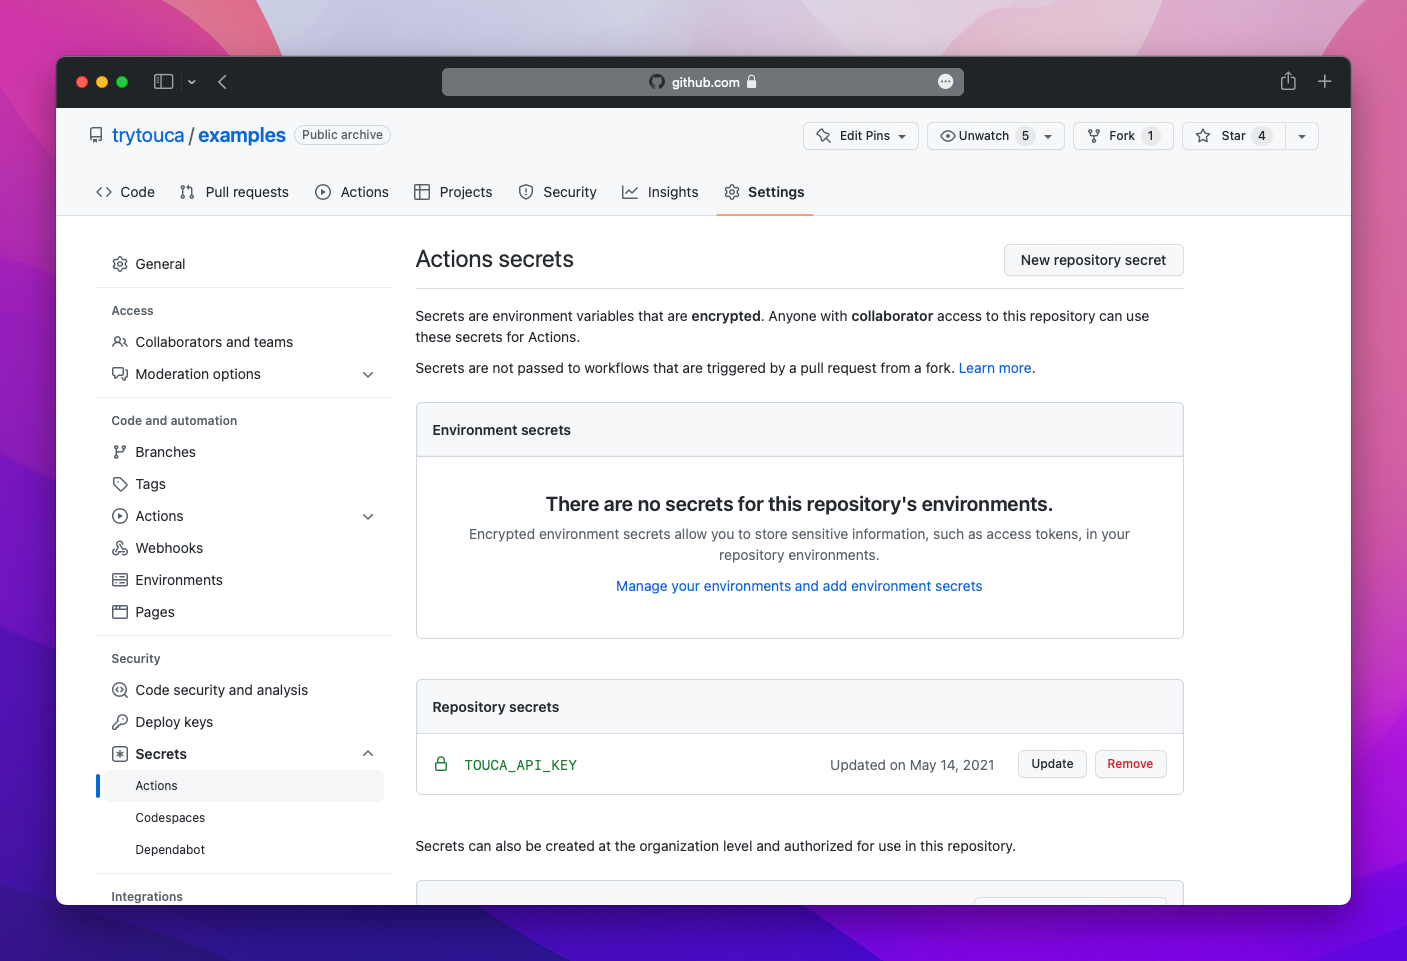 github.com
trytouca / examples Public archive
Edit Pins
Unwatch 5
Fork 1
Star 4
Code
Pull requests
Actions
Projects
Security
Insights
Settings
General
Access
Collaborators and teams
Moderation options
Code and automation
Branches
Tags
Actions
Webhooks
Environments
Pages
Security
Code security and analysis
Deploy keys
Secrets
Actions
Codespaces
Dependabot
Integrations
Actions secrets
New repository secret
Secrets are environment variables that are encrypted. Anyone with collaborator access to this repository can use
these secrets for Actions.
Secrets are not passed to workflows that are triggered by a pull request from a fork. Learn more.
Environment secrets
There are no secrets for this repository's environments.
Encrypted environment secrets allow you to store sensitive information, such as access tokens, in your
repository environments.
Manage your environments and add environment secrets
Repository secrets
TOUCA_API_KEY
Updated on May 14, 2021
Update
Remove
Secrets can also be created at the organization level and authorized for use in this repository.